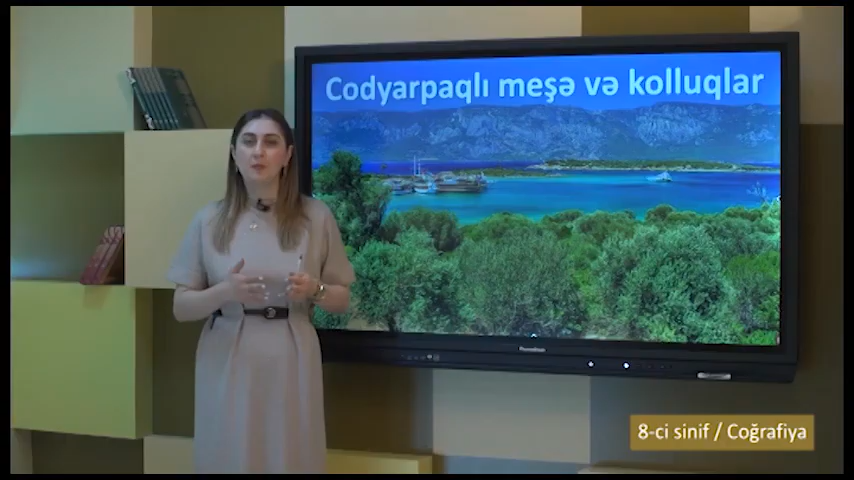 Codyarpaqlı meşə və kolluqlar
8-ci sinif / Coğrafiya